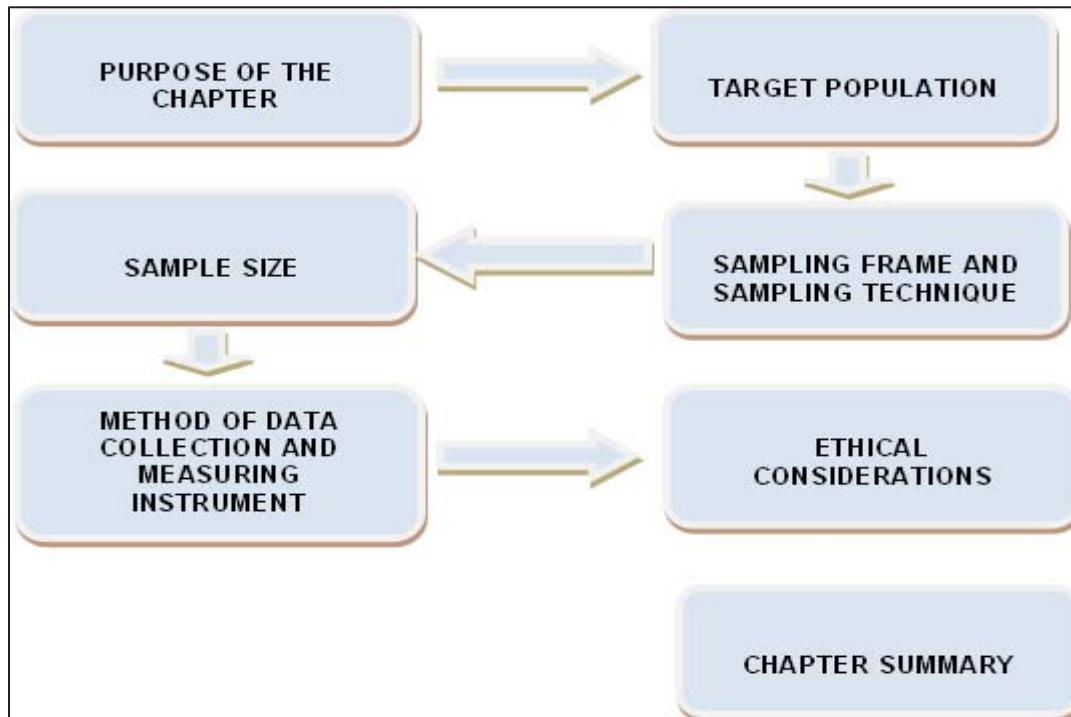 PURPOSE OF THE
CHAPTER
TARGET POPULATION
SAMPLING FRAME AND
SAMPLING TECHNIQUE
SAMPLE SIZE
METHOD OF DATA
COLLECTION AND
MEASURING
INSTRUMENT
ETHICAL
CONSIDERATIONS
CHAPTER SUMMARY